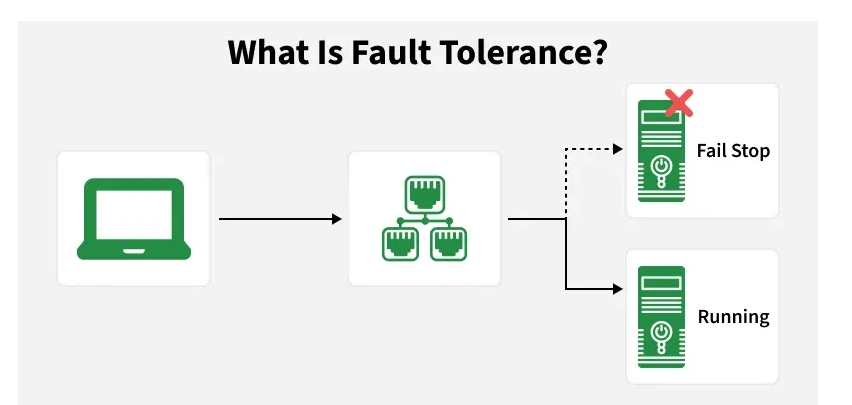 What Is Fault Tolerance?
Fail Stop
Running